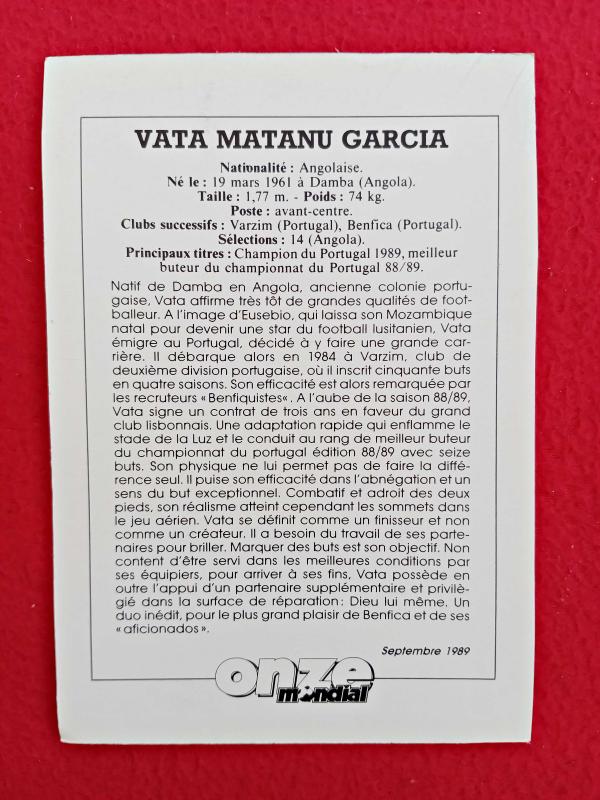 VATA MATANU GARCIA
Nationalité : Angolaise.
Né le : 19 mars 1961 à Damba (Angola).
Taille : 1,77 m. - Poids : 74 kg.
Poste : avant-centre.
Clubs successifs : Varzim (Portugal), Benfica (Portugal).
Sélections : 14 (Angola).
Principaux titres : Champion du Portugal 1989, meilleur
buteur du championnat du Portugal 88/89.
Natif de Damba en Angola, ancienne colonie portu-
gaise, Vata affirme très tôt de grandes qualités de foot-
balleur. A l'image d'Eusebio, qui laissa son Mozambique
natal pour devenir une star du football lusitanien, Vata
émigre au Portugal, décidé à y faire une grande car-
rière. Il débarque alors en 1984 à Varzim, club de
deuxième division portugaise, où il inscrit cinquante buts
en quatre saisons. Son efficacité est alors remarquée par
les recruteurs «Benfiquistes«. A l'aube de la saison 88/89,
Vata signe un contrat de trois ans en faveur du grand
club lisbonnais. Une adaptation rapide qui enflamme le
stade de la Luz et le conduit au rang de meilleur buteur
du championnat du portugal édition 88/89 avec seize
buts. Son physique ne lui permet pas de faire la diffé-
rence seul. Il puise son efficacité dans l'abnégation et un
sens du but exceptionnel. Combatif et adroit des deux
pieds, son réalisme atteint cependant les sommets dans
le jeu aérien. Vata se définit comme un finisseur et non
comme un créateur. Il a besoin du travail de ses parte-
naires pour briller. Marquer des buts est son objectif. Non
content d'être servi dans les meilleures conditions par
ses équipiers, pour arriver à ses fins, Vata possède en
outre l'appui d'un partenaire supplémentaire et privilè-
gié dans la surface de réparation : Dieu lui même. Un
duo inédit, pour le plus grand plaisir de Benfica et de ses
«aficionados».
Septembre 1989
onze
mondial